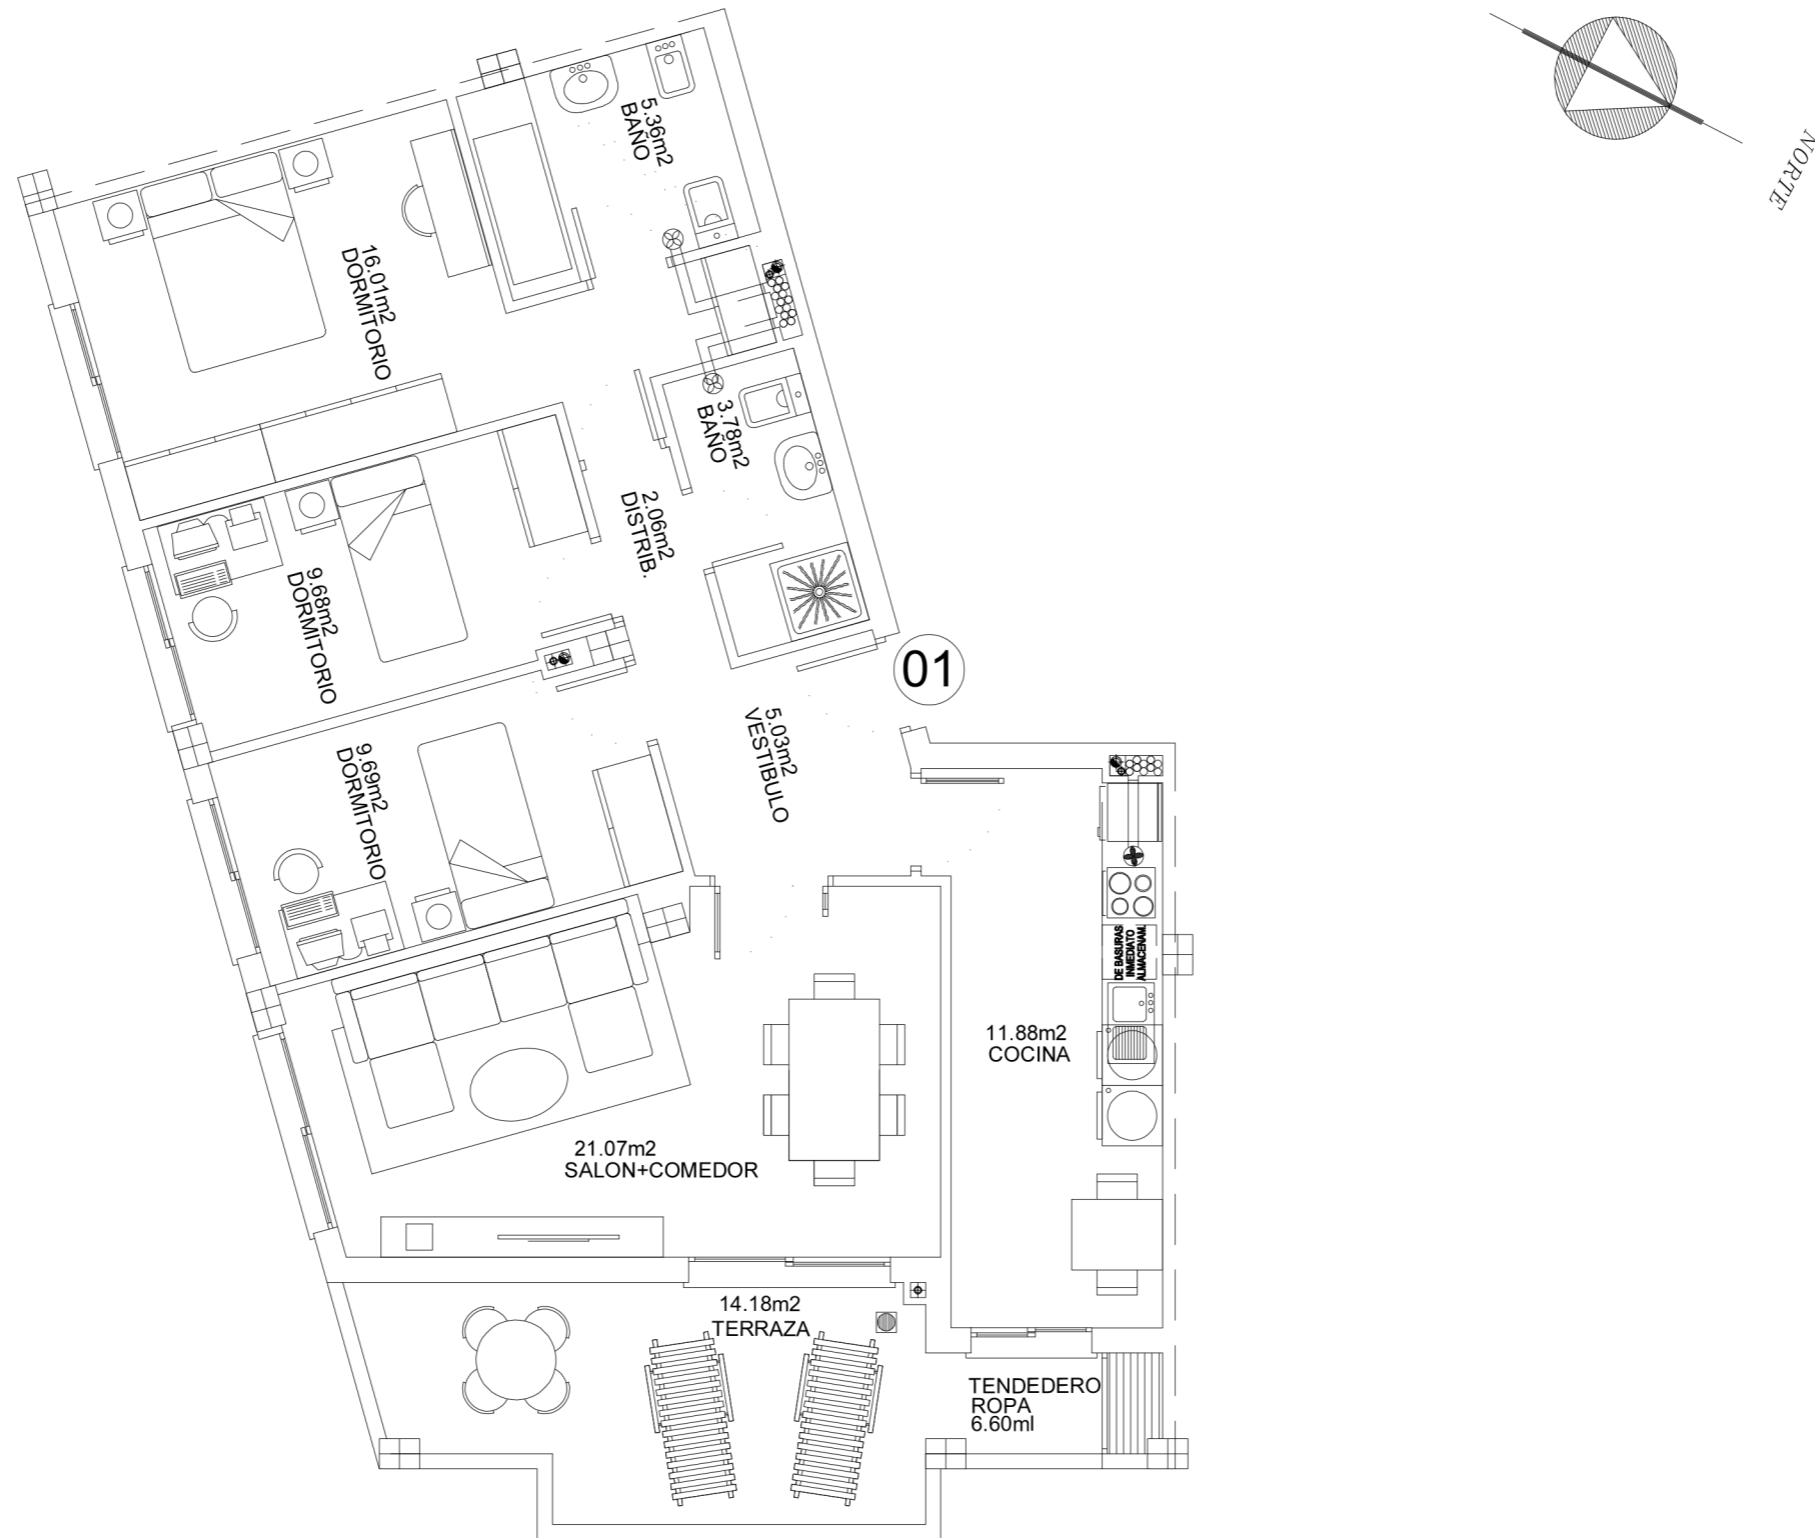 NORTE
5.36m2
BAÑO
16.01m2
DORMITORIO
3.78m2
BAÑO
2.06m2
DISTRIB.
9.68m2
DORMITORIO
01
5.03m2
VESTIBULO
9.69m2
DORMITORIO
DE BASURAS
INMEDIATO
ALMACENAM.
11.88m2
COCINA
21.07m2
SALON+COMEDOR
14.18m2
TERRAZA
TENDEDERO
ROPA
6.60ml